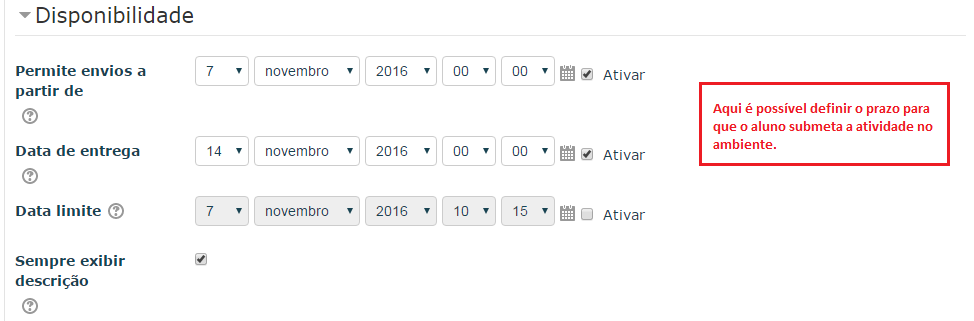 Disponibilidade
Permite envios a
partir de
7 novembro 2016 00 00 Ativar
Aqui é possível definir o prazo para
que o aluno submeta a atividade no
ambiente.
Data de entrega
14 novembro 2016 00 00 Ativar
Data limite
7 novembro 2016 10 15 Ativar
Sempre exibir
descrição